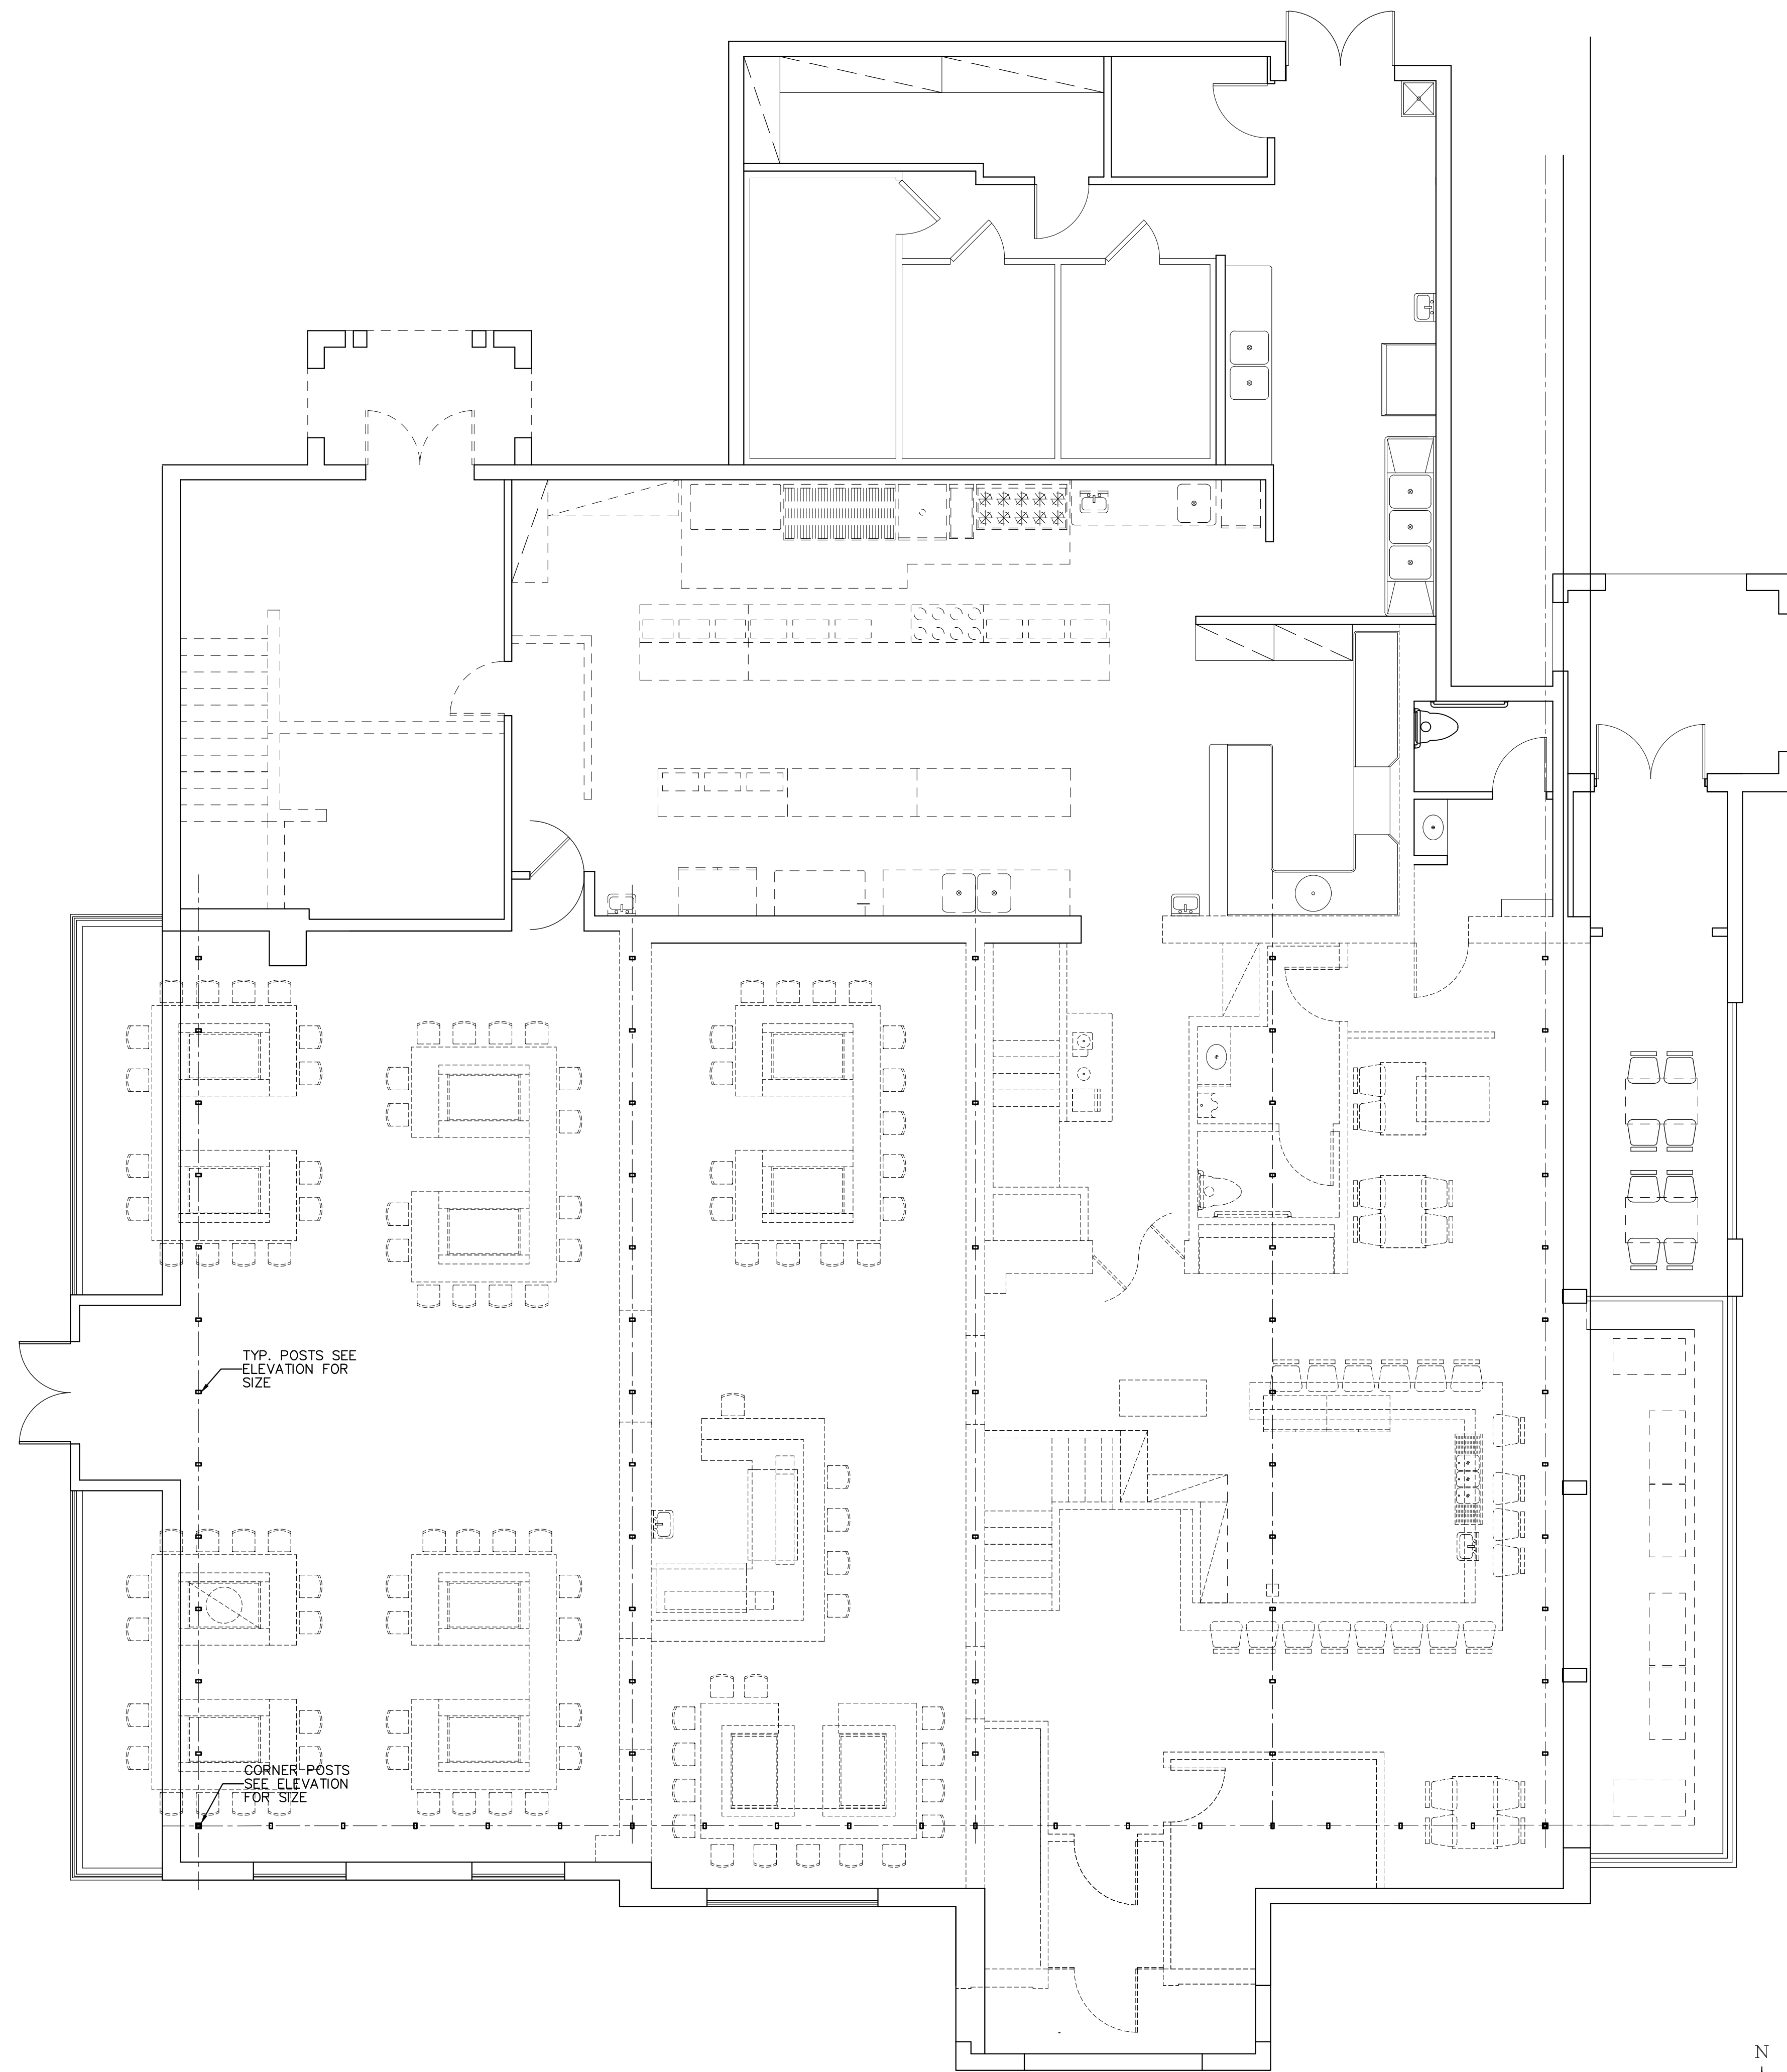 TYP. POSTS SEE
ELEVATION FOR
SIZE
CORNER POSTS
SEE ELEVATION
FOR SIZE
N